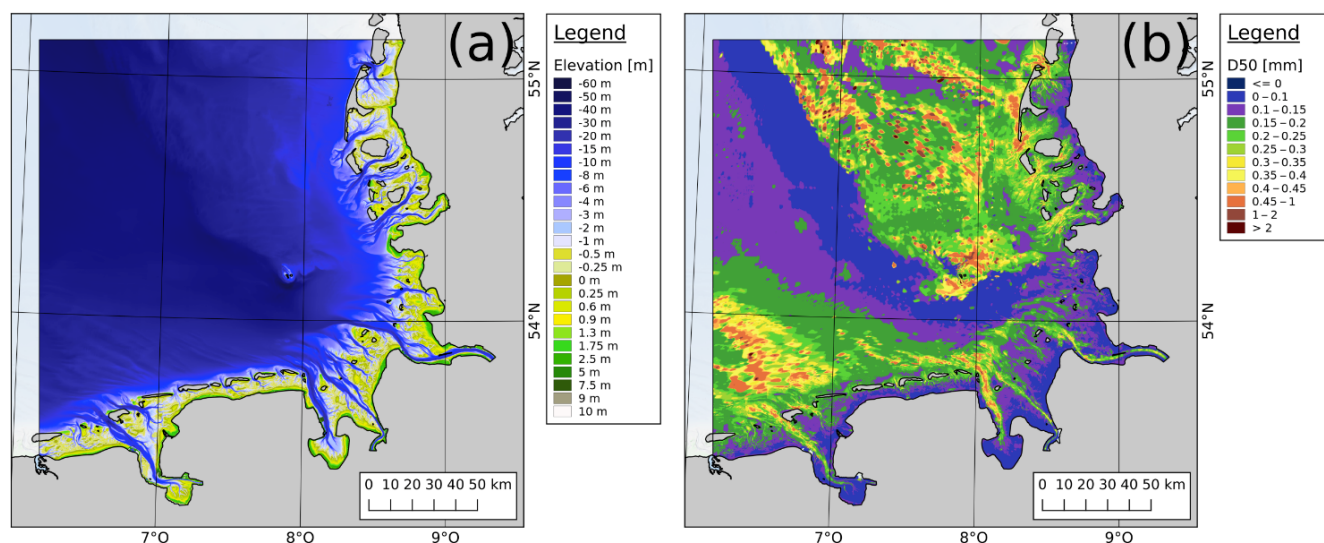 (a)
Legend
Elevation [m]
-60 m
-50 m
-40 m
-30 m
-20 m
-15 m
-10 m
-8 m
-6 m
-4 m
-3 m
-2 m
-1 m
-0.5 m
-0.25 m
0 m
0.25 m
0.6 m
0.9 m
1.3 m
1.75 m
2.5 m
5 m
7.5 m
9 m
10 m
55°N
54°N
0 10 20 30 40 50 km
7°O
8°O
9°O
(b)
Legend
D50 [mm]
<= 0
0 – 0.1
0.1 – 0.15
0.15 – 0.2
0.2 – 0.25
0.25 – 0.3
0.3 – 0.35
0.35 – 0.4
0.4 – 0.45
0.45 – 1
1 – 2
> 2
55°N
54°N
0 10 20 30 40 50 km
7°O
8°O
9°O